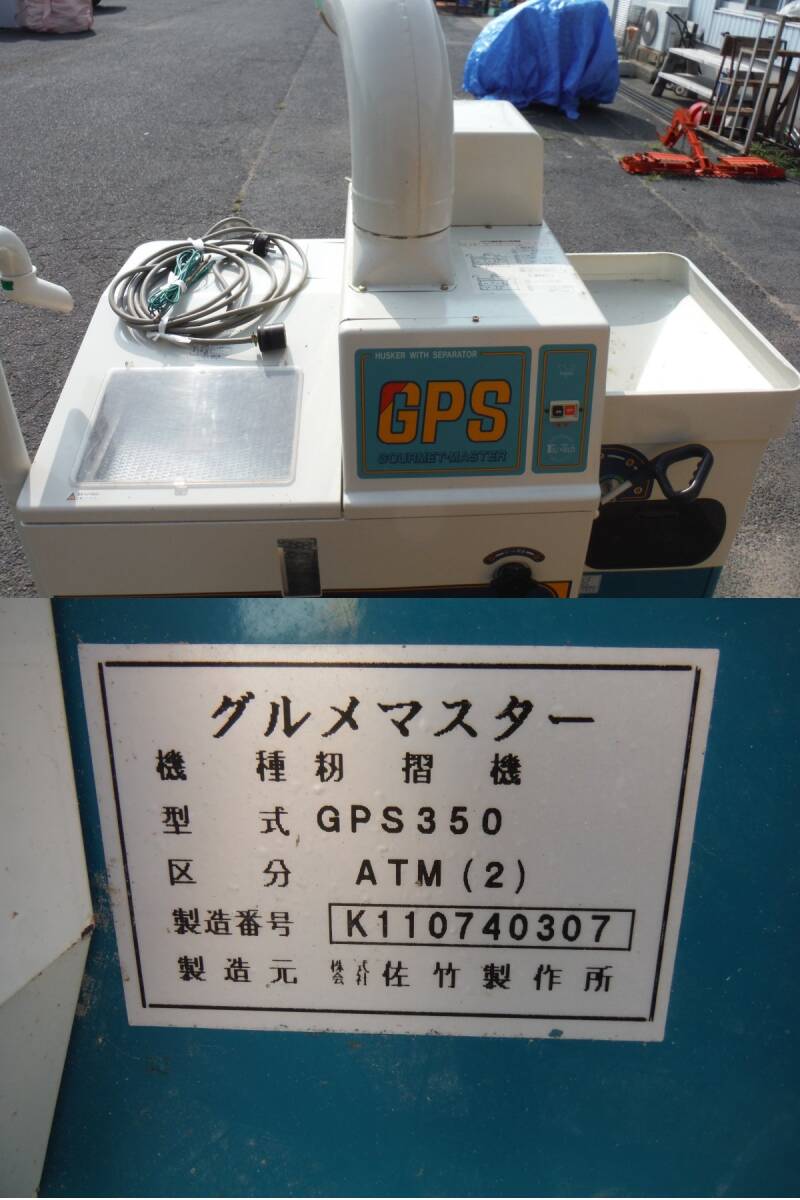 HUSKER WITH SEPARATOR
GPS
GOURMET・MASTER
グルメマスター
機種 籾摺機
型式 GPS350
区分 ATM(2)
製造番号 K110740307
製造元 株式会社 佐竹製作所